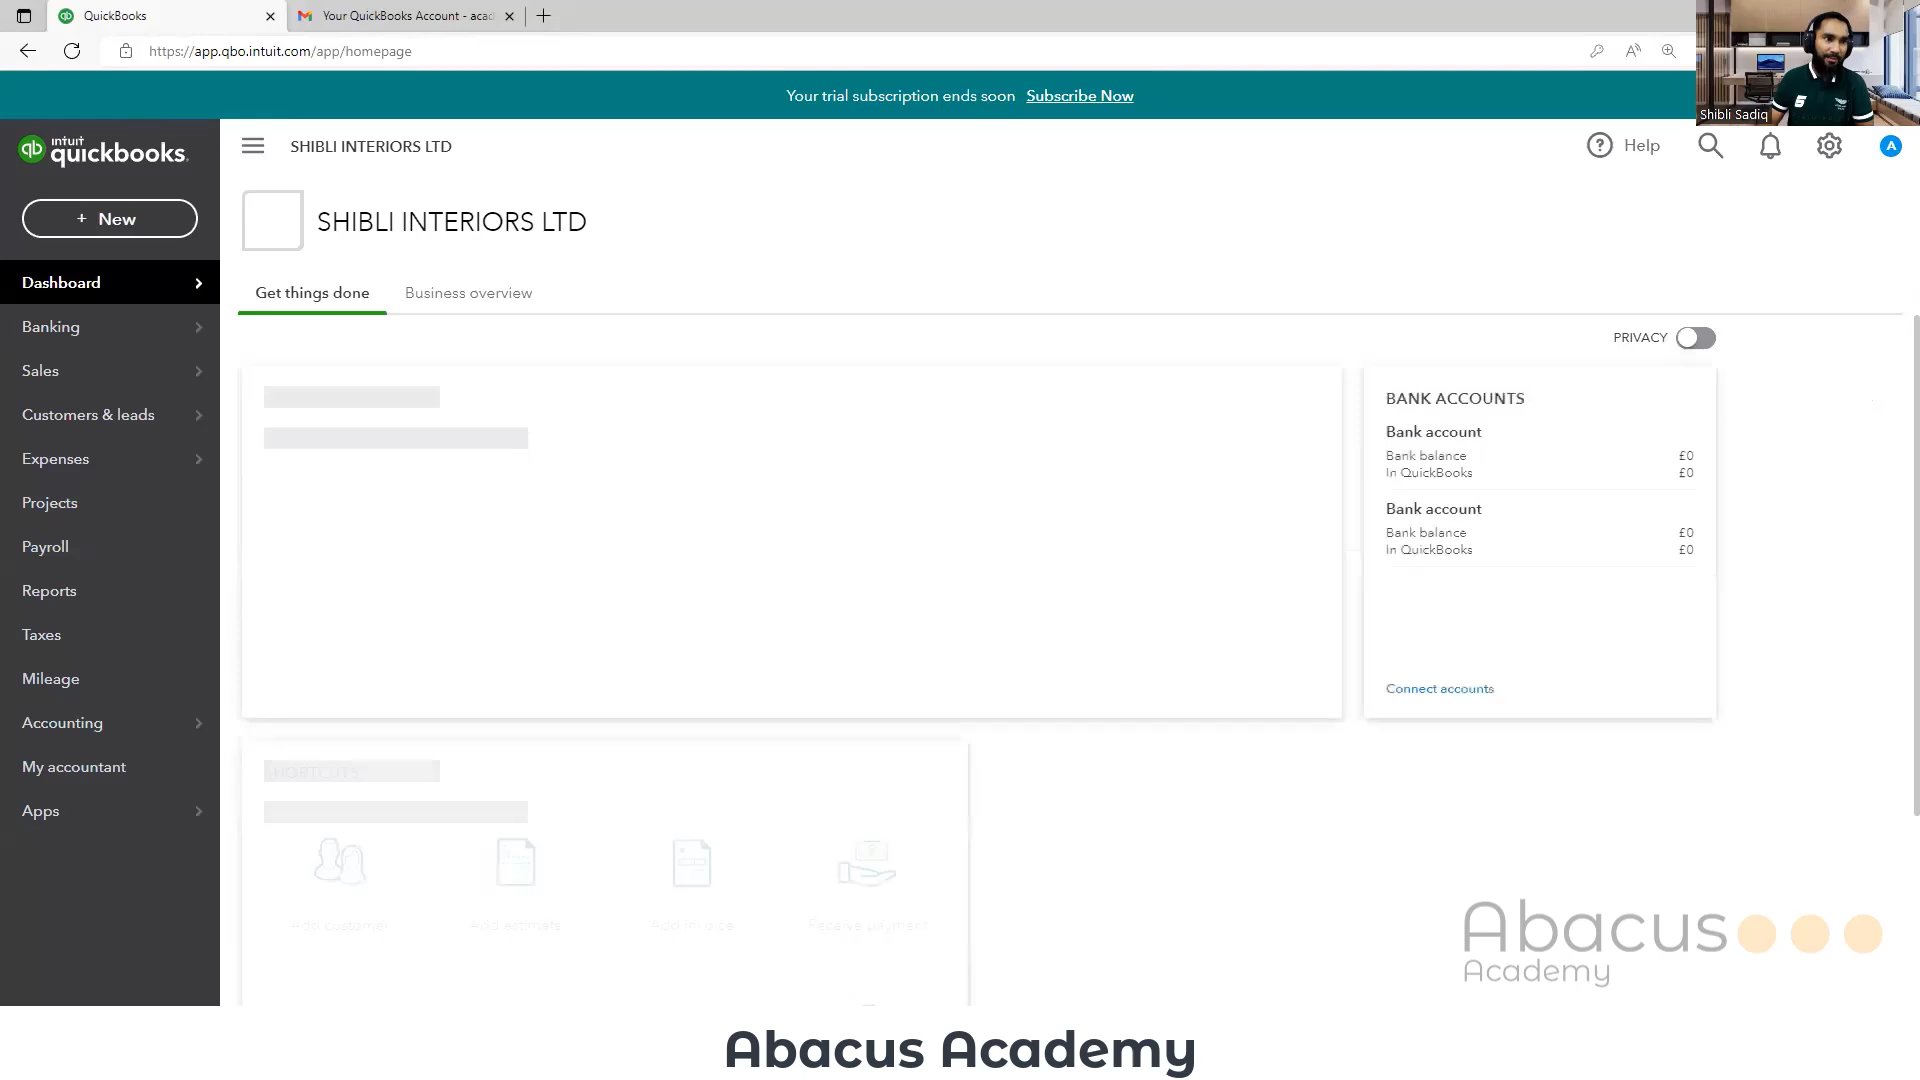 QuickBooks
Your QuickBooks Account - acad
https://app.qbo.intuit.com/app/homepage
Shibli Sadiq
Your trial subscription ends soon Subscribe Now
intuit
quickbooks.
SHIBLI INTERIORS LTD
Help
A
+ New
SHIBLI INTERIORS LTD
Dashboard
Get things done
Business overview
Banking
PRIVACY
Sales
Customers & leads
Expenses
Projects
Payroll
Reports
Taxes
Mileage
Accounting
My accountant
Apps
BANK ACCOUNTS
Bank account
Bank balance £0
In QuickBooks £0
Bank account
Bank balance £0
In QuickBooks £0
Connect accounts
SHORTCUTS
Add customer
Add estimate
Add invoice
Receive payment
Abacus
Academy
Abacus Academy